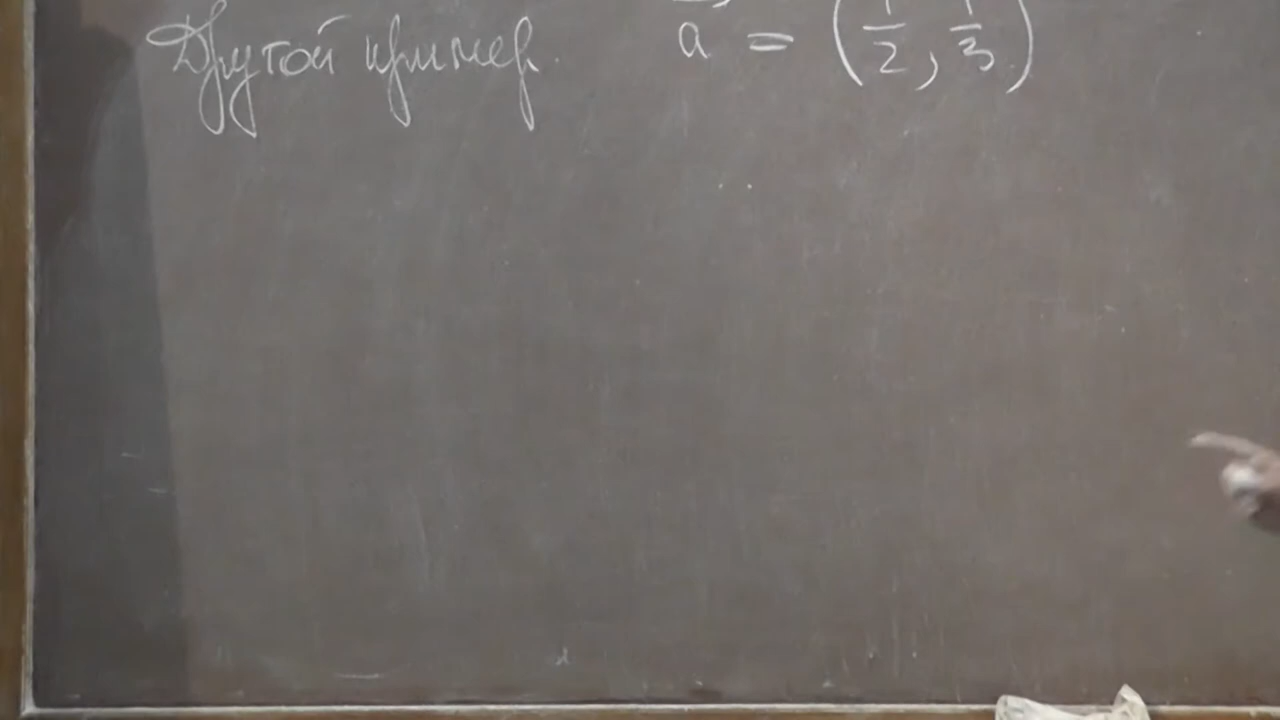 Другой пример. a⃗ = (1/2, 1/3)